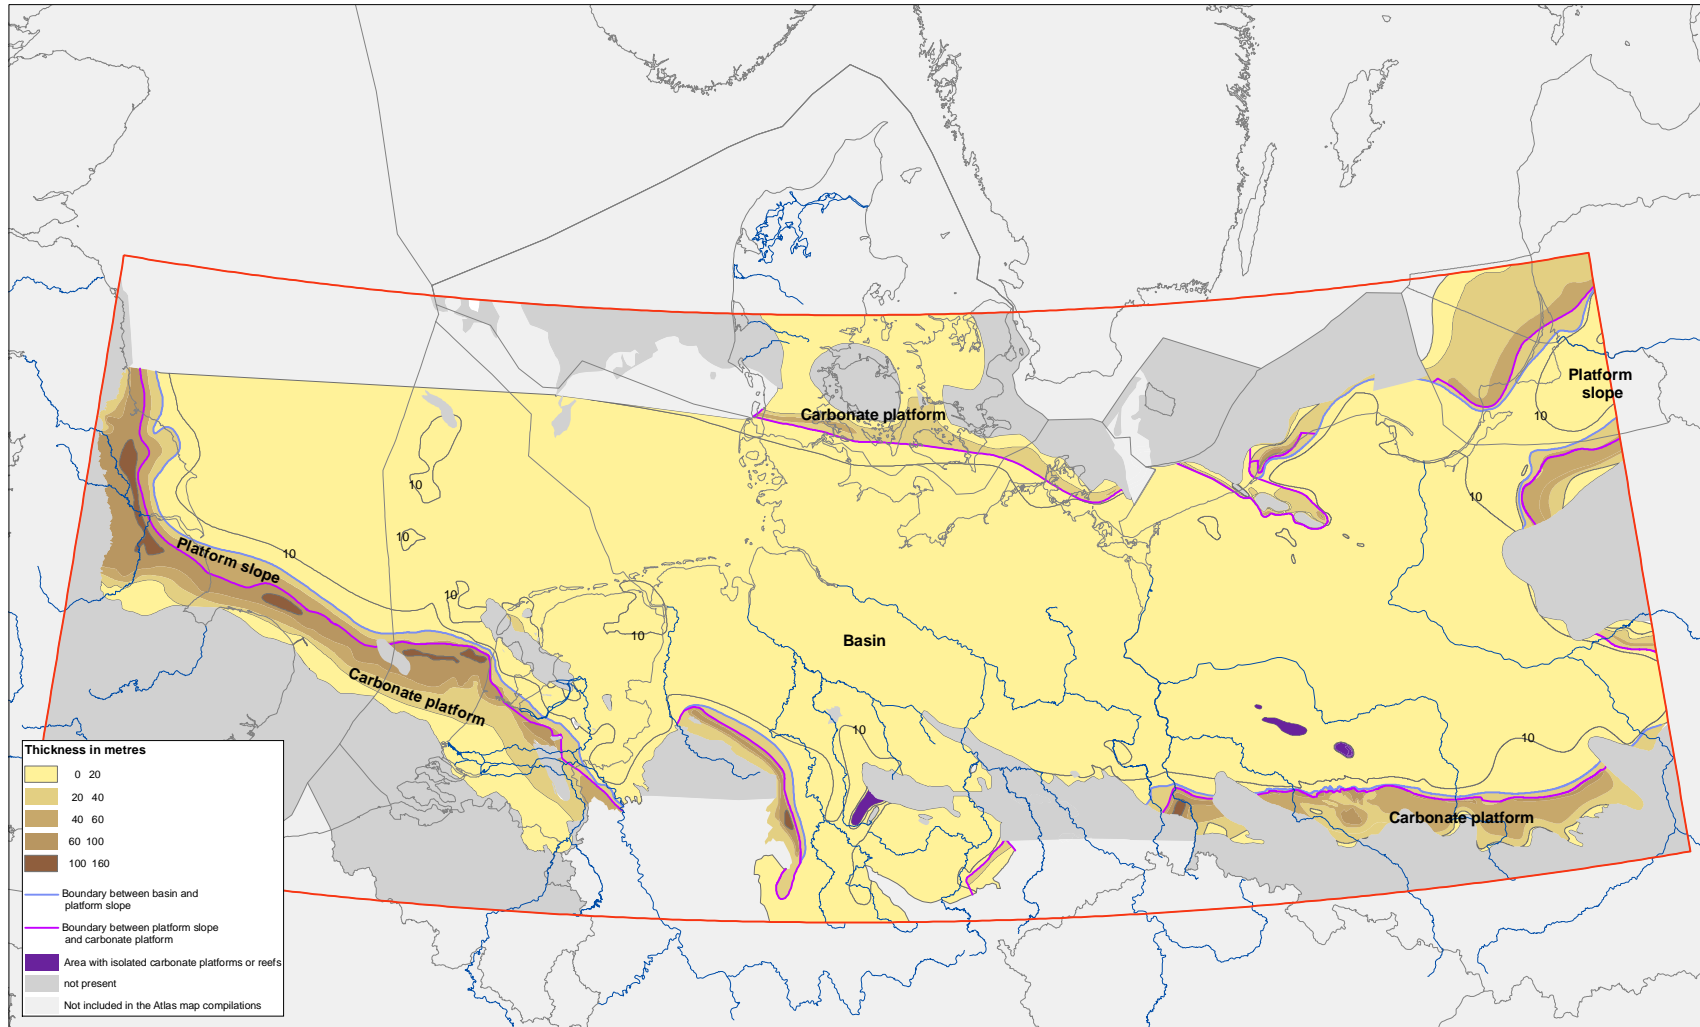 Carbonate platform
Platform
slope
10
10
10
10
10
Platform slope
10
10
10
Basin
Carbonate platform
10
10
Carbonate platform
Thickness in metres
0 20
20 40
40 60
60 100
100 160
Boundary between basin and
platform slope
Boundary between platform slope
and carbonate platform
Area with isolated carbonate platforms or reefs
not present
Not included in the Atlas map compilations